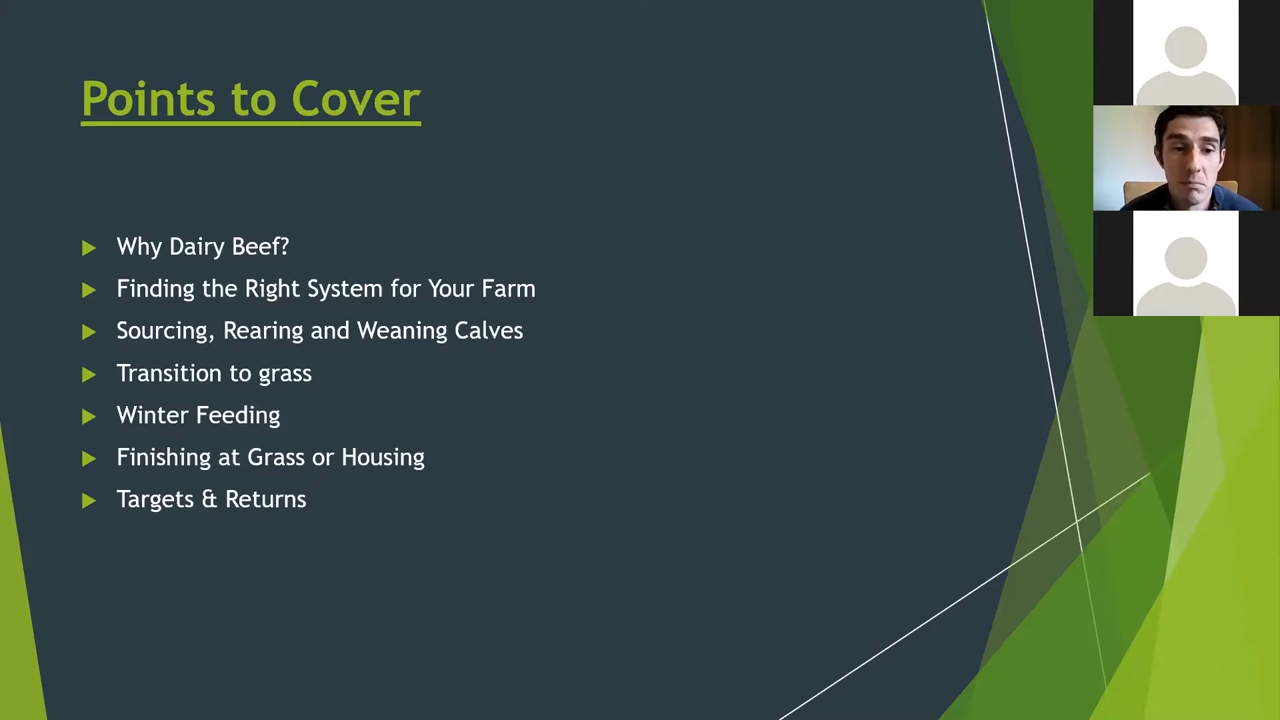 Points to Cover
Why Dairy Beef?
Finding the Right System for Your Farm
Sourcing, Rearing and Weaning Calves
Transition to grass
Winter Feeding
Finishing at Grass or Housing
Targets & Returns